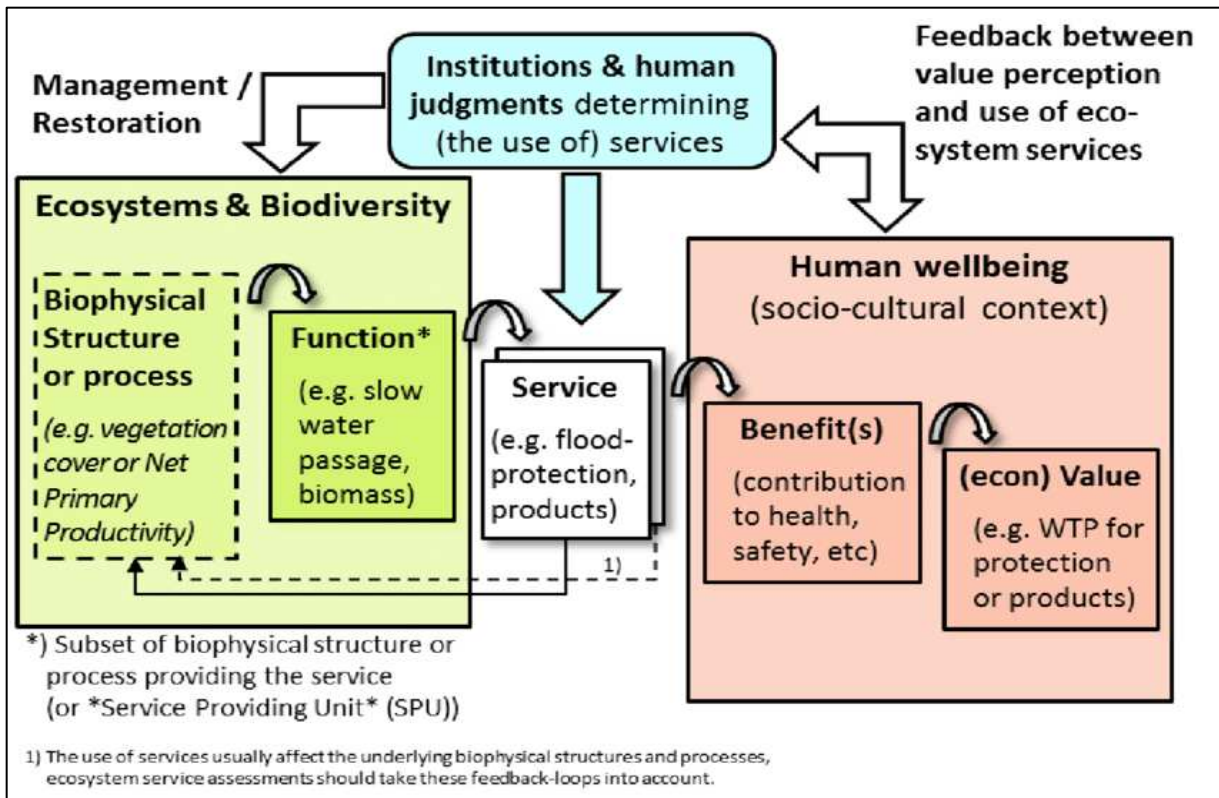 Management /
Restoration
Institutions & human
judgments determining
(the use of) services
Feedback between
value perception
and use of eco-
system services
Ecosystems & Biodiversity
Biophysical
Structure
or process
(e.g. vegetation
cover or Net
Primary
Productivity)
Function*
(e.g. slow
water
passage,
biomass)
Service
(e.g. flood-
protection,
products)
1)
Human wellbeing
(socio-cultural context)
Benefit(s)
(contribution
to health,
safety, etc)
(econ) Value
(e.g. WTP for
protection
or products)
*) Subset of biophysical structure or
process providing the service
(or *Service Providing Unit* (SPU))
1) The use of services usually affect the underlying biophysical structures and processes,
ecosystem service assessments should take these feedback-loops into account.